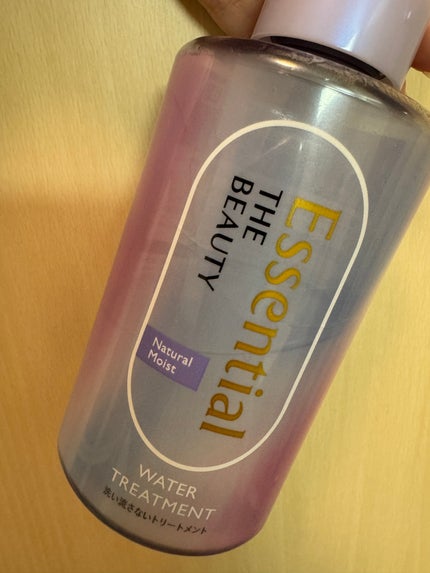 Essential
THE
BEAUTY
Natural
Moist
WATER
TREATMENT
洗い流さないトリートメント